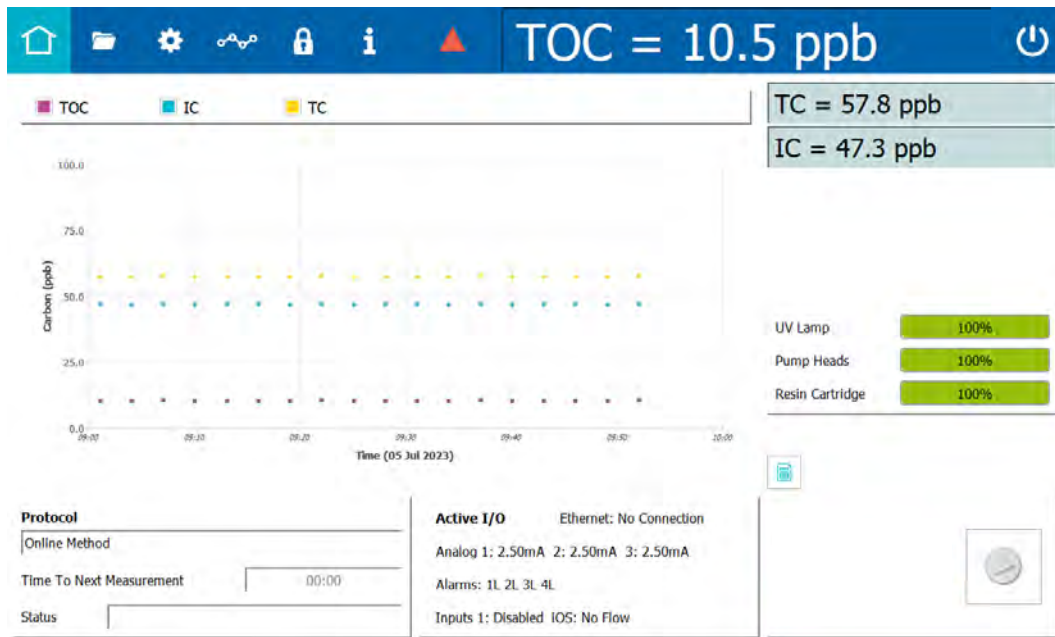 TOC = 10.5 ppb
TOC IC TC
TC = 57.8 ppb
IC = 47.3 ppb
100.0
75.0
50.0
25.0
0.0
Carbon (ppb)
09:00 09:10 09:20 09:30 09:40 09:50 10:00
Time (05 Jul 2023)
UV Lamp 100%
Pump Heads 100%
Resin Cartridge 100%
Protocol
Online Method
Time To Next Measurement 00:00
Status
Active I/O Ethernet: No Connection
Analog 1: 2.50mA 2: 2.50mA 3: 2.50mA
Alarms: 1L 2L 3L 4L
Inputs 1: Disabled iOS: No Flow